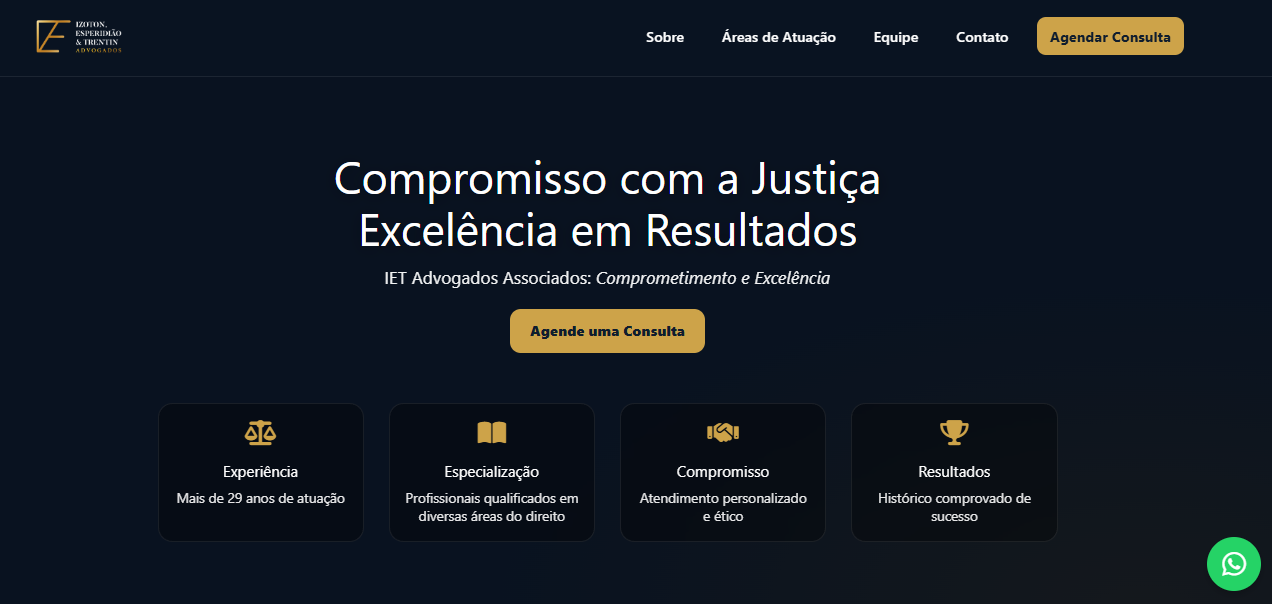 IZOTON,
ESPERIDIÃO
& TRENTIN
ADVOGADOS
Sobre
Áreas de Atuação
Equipe
Contato
Agendar Consulta
Compromisso com a Justiça
Excelência em Resultados
IET Advogados Associados: Comprometimento e Excelência
Agende uma Consulta
Experiência
Mais de 29 anos de atuação
Especialização
Profissionais qualificados em
diversas áreas do direito
Compromisso
Atendimento personalizado
e ético
Resultados
Histórico comprovado de
sucesso